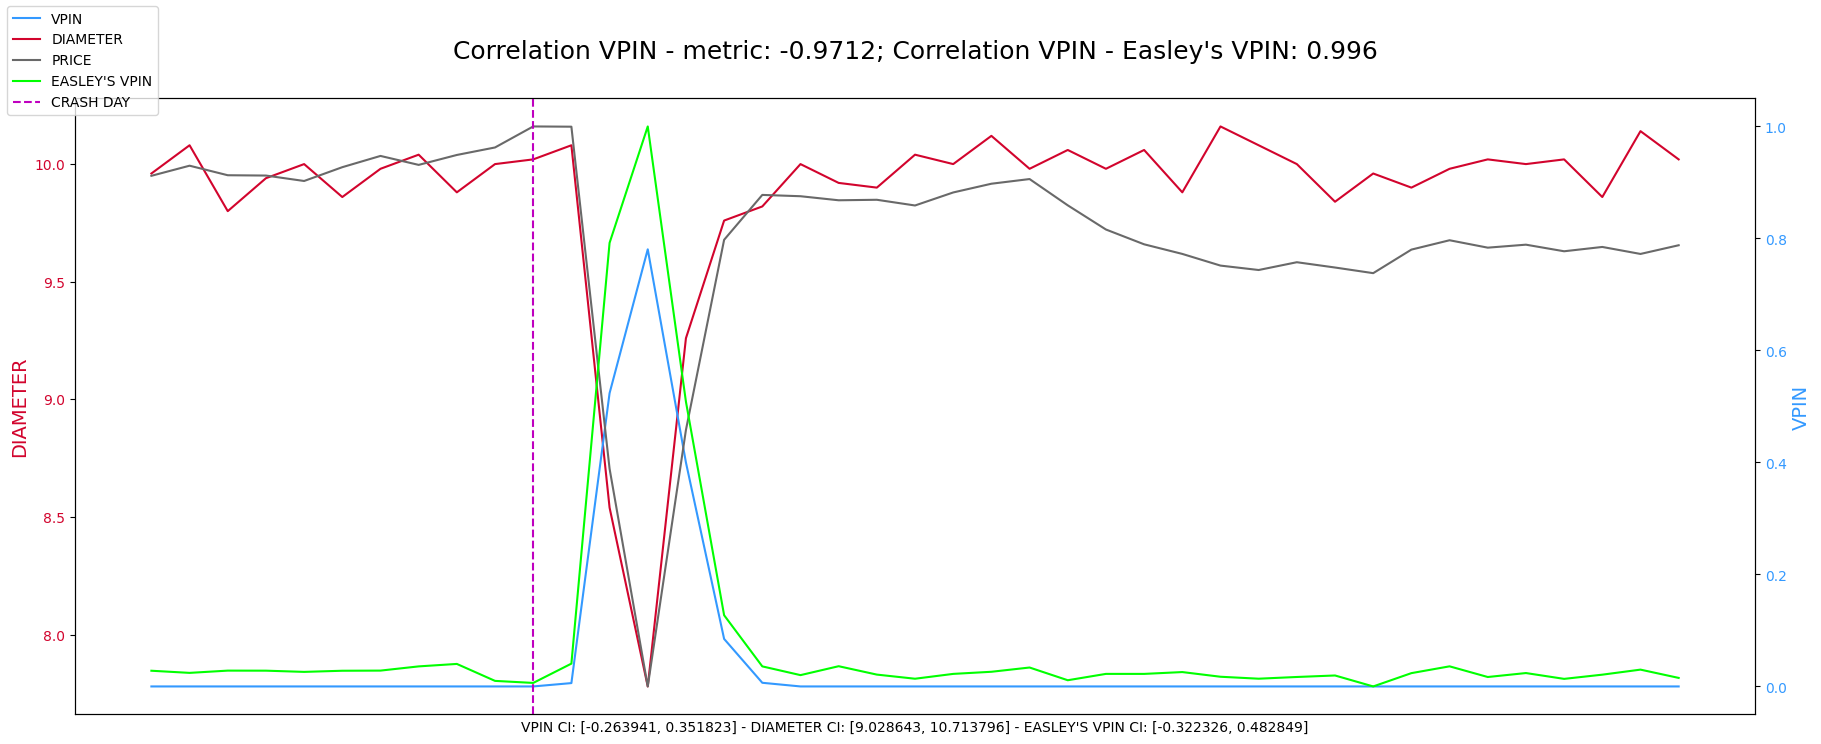 VPIN
DIAMETER
PRICE
EASLEY'S VPIN
CRASH DAY
Correlation VPIN - metric: -0.9712; Correlation VPIN - Easley's VPIN: 0.996
DIAMETER
10.0
9.5
9.0
8.5
8.0
1.0
0.8
0.6
0.4
0.2
0.0
VPIN
VPIN CI: [-0.263941, 0.351823] - DIAMETER CI: [9.028643, 10.713796] - EASLEY'S VPIN CI: [-0.322326, 0.482849]